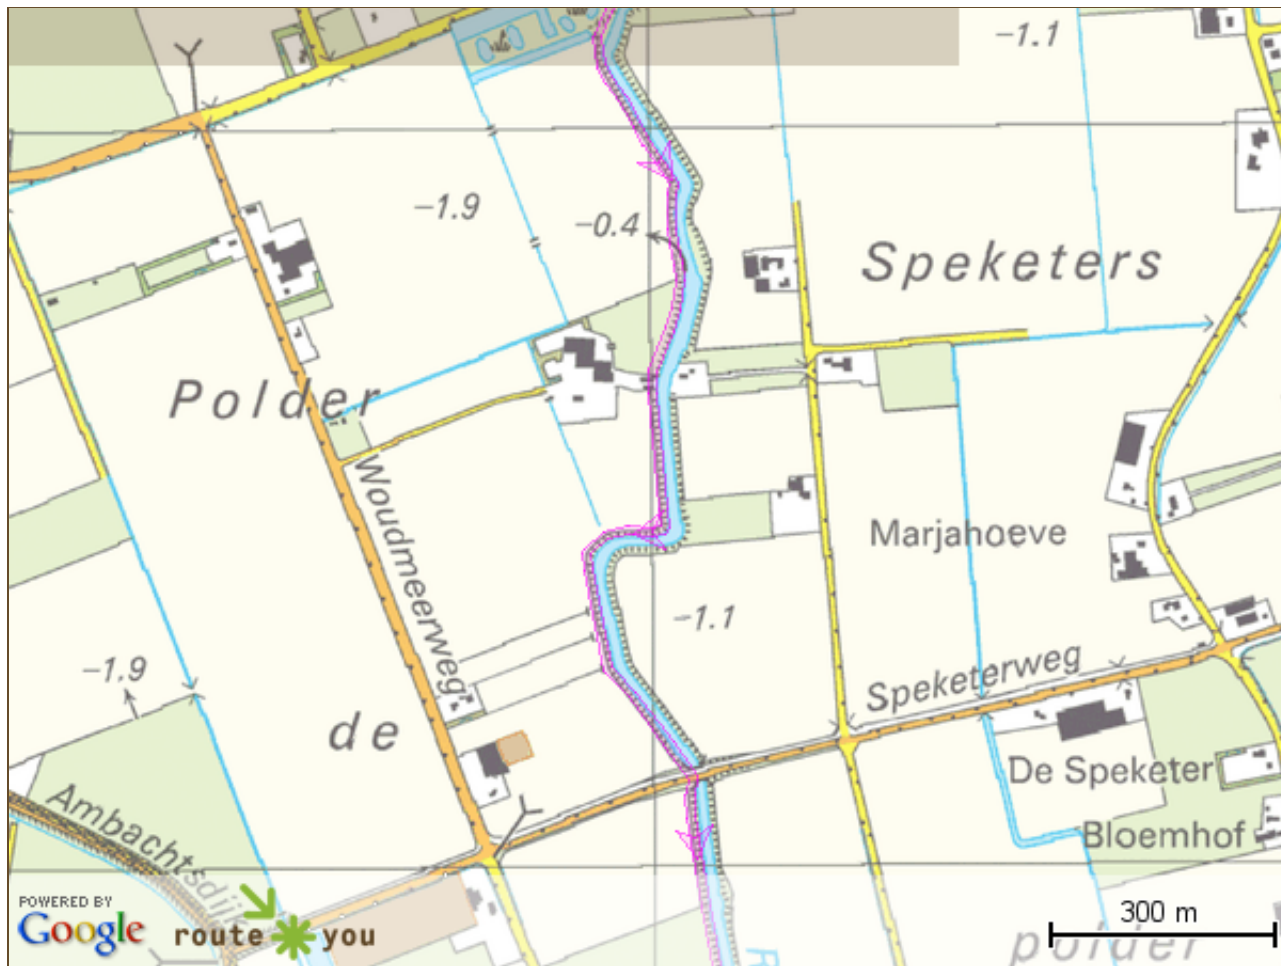 −1.1
−1.9
−0.4
Speketers
Polder
Woudmeerweg
Marjahoeve
−1.1
−1.9
Speketerweg
de
De Speketer
Ambachtsdijk
Bloemhof
POWERED BY
Google
route you
300 m
polder